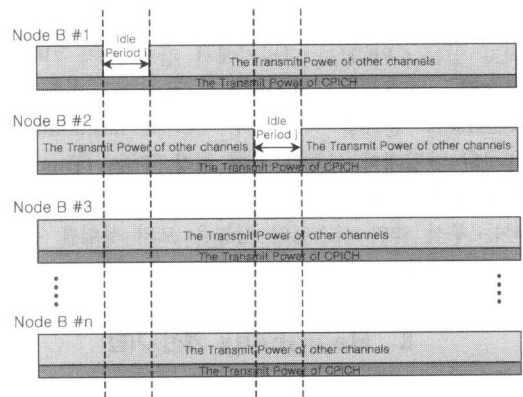 Node B #1
Idle
Period i
The Transmit Power of other channels
The Transmit Power of CPICH
Node B #2
Idle
Period j
The Transmit Power of other channels
The Transmit Power of other channels
The Transmit Power of CPICH
Node B #3
The Transmit Power of other channels
The Transmit Power of CPICH
Node B #n
The Transmit Power of other channels
The Transmit Power of CPICH